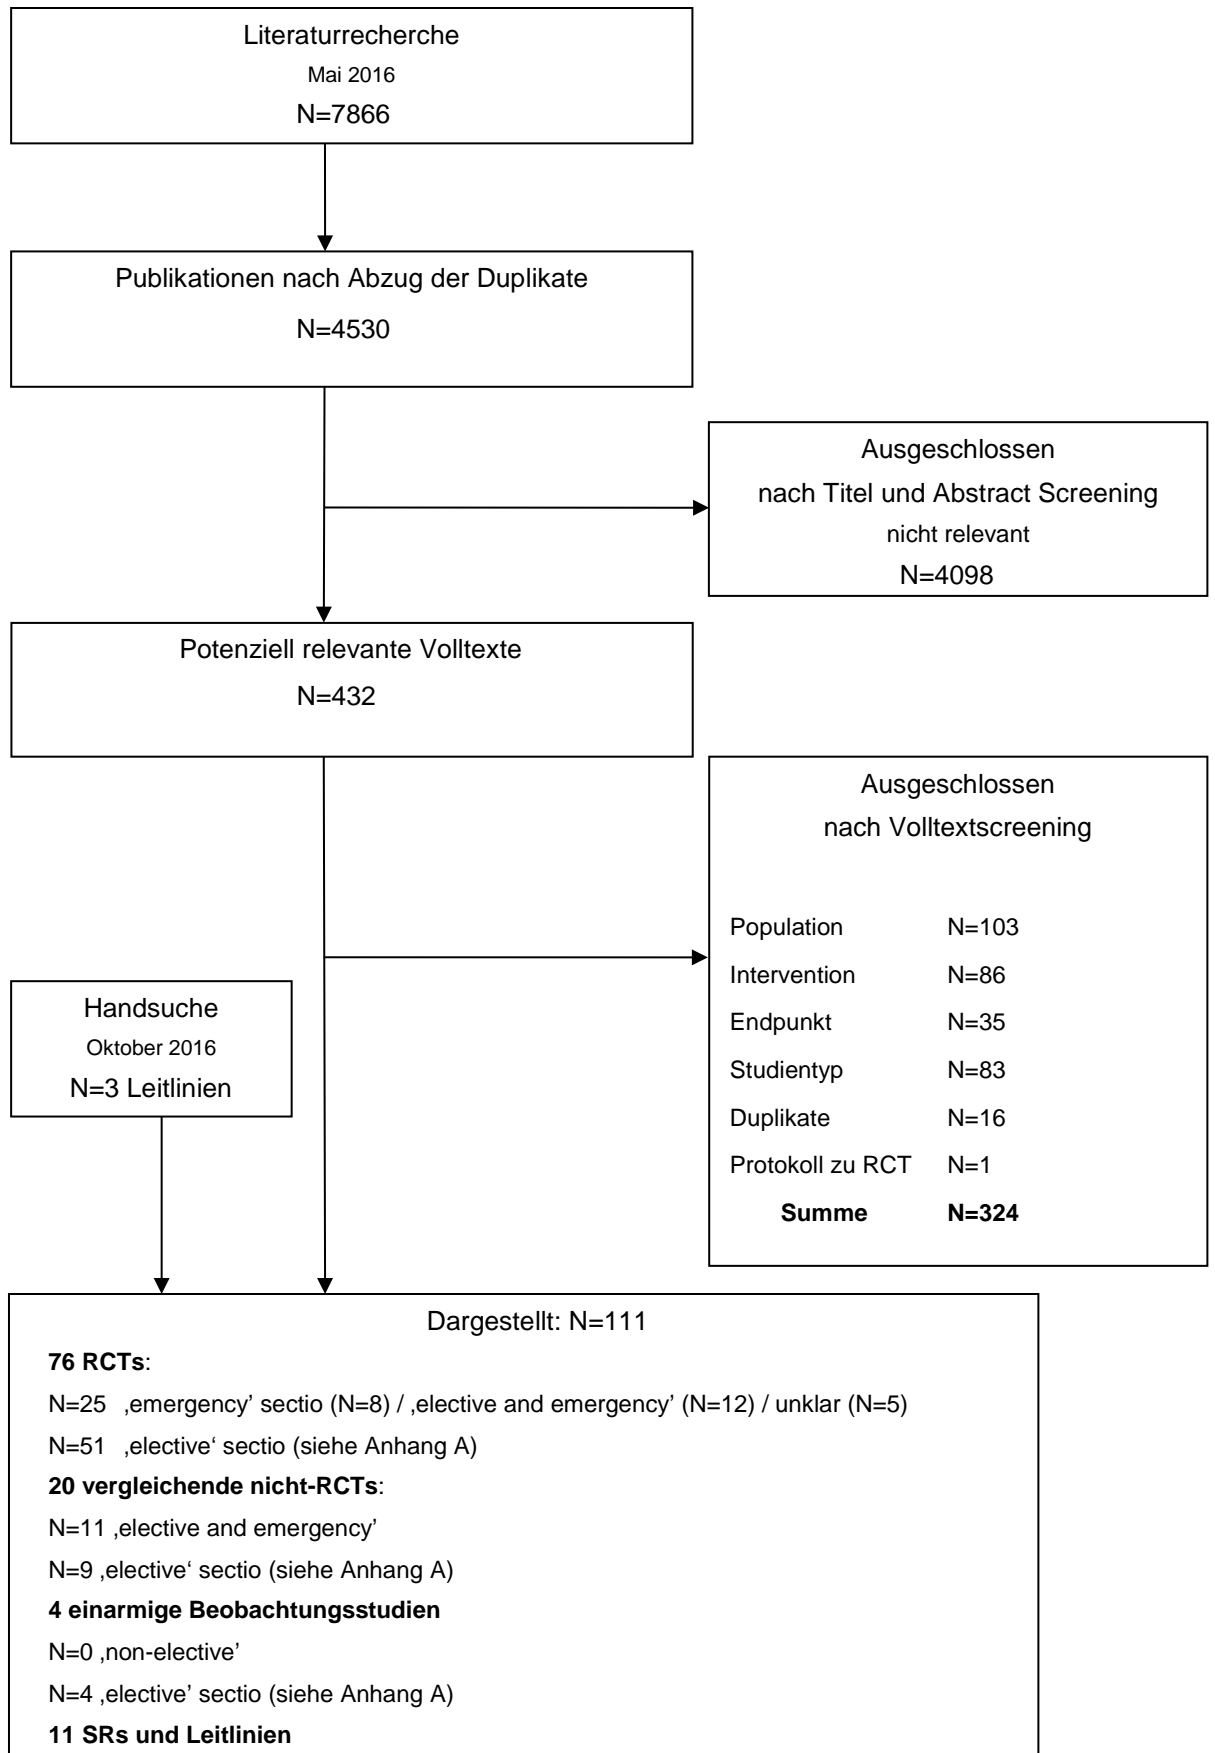 Literaturrecherche
Mai 2016
N=7866
Publikationen nach Abzug der Duplikate
N=4530
Ausgeschlossen
nach Titel und Abstract Screening
nicht relevant
N=4098
Potenziell relevante Volltexte
N=432
Ausgeschlossen
nach Volltextscreening
Population N=103
Intervention N=86
Endpunkt N=35
Studientyp N=83
Duplikate N=16
Protokoll zu RCT N=1
Summe N=324
Handsuche
Oktober 2016
N=3 Leitlinien
Dargestellt: N=111
76 RCTs:
N=25 ‚emergency’ sectio (N=8) / ‚elective and emergency’ (N=12) / unklar (N=5)
N=51 ‚elective‘ sectio (siehe Anhang A)
20 vergleichende nicht-RCTs:
N=11 ‚elective and emergency’
N=9 ‚elective‘ sectio (siehe Anhang A)
4 einarmige Beobachtungsstudien
N=0 ‚non-elective’
N=4 ‚elective’ sectio (siehe Anhang A)
11 SRs und Leitlinien